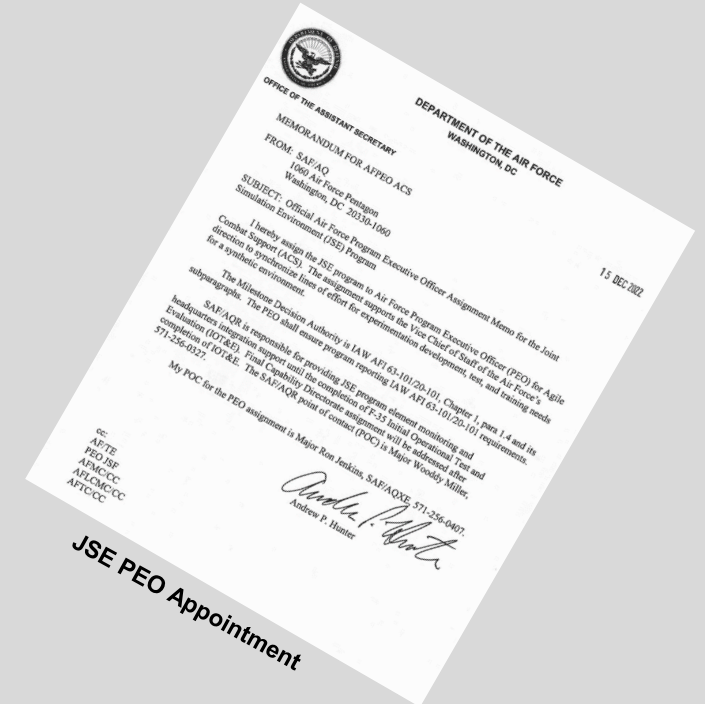 DEPARTMENT OF THE AIR FORCE
WASHINGTON, DC
OFFICE OF THE ASSISTANT SECRETARY
15 DEC 2022
MEMORANDUM FOR AFPEO ACS
FROM: SAF/AQ
1060 Air Force Pentagon
Washington, DC 20330-1060
SUBJECT: Official Air Force Program Executive Officer Assignment Memo for the Joint
Simulation Environment (JSE) Program
I hereby assign the JSE program to Air Force Program Executive Officer (PEO) for Agile
Combat Support (ACS). The assignment supports the Vice Chief of Staff of the Air Force's
direction to synchronize lines of effort for experimentation development, test, and training needs
for a synthetic environment.
The Milestone Decision Authority is IAW AFI 63-101/20-101, Chapter 1, para 1.4 and its
subparagraphs. The PEO shall ensure program reporting IAW AFI 63-101/20-101 requirements.
SAF/AQR is responsible for providing JSE program element monitoring and
headquarters integration support until the completion of F-35 Initial Operational Test and
Evaluation (IOT&E). Final Capability Directorate assignment will be addressed after
completion of IOT&E. The SAF/AQR point of contact (POC) is Major Wooddy Miller,
571-256-0327.
My POC for the PEO assignment is Major Ron Jenkins, SAF/AQXE, 571-256-0407.
Andrew P. Hunter
Andrew P. Hunter
cc:
AF/TE
PEO JSF
AFMC/CC
AFLCMC/CC
AFTC/CC
JSE PEO Appointment